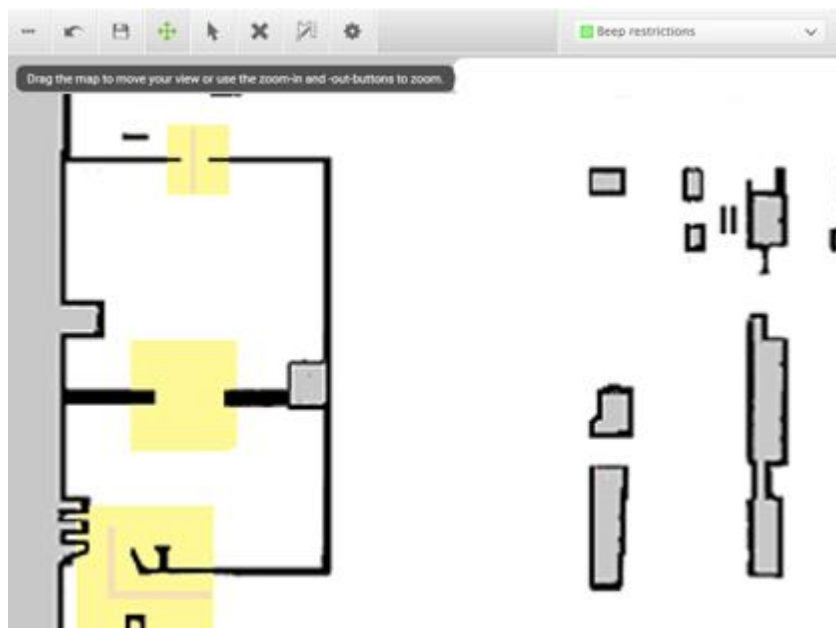 Beep restrictions
Drag the map to move your view or use the zoom-in and -out-buttons to zoom.